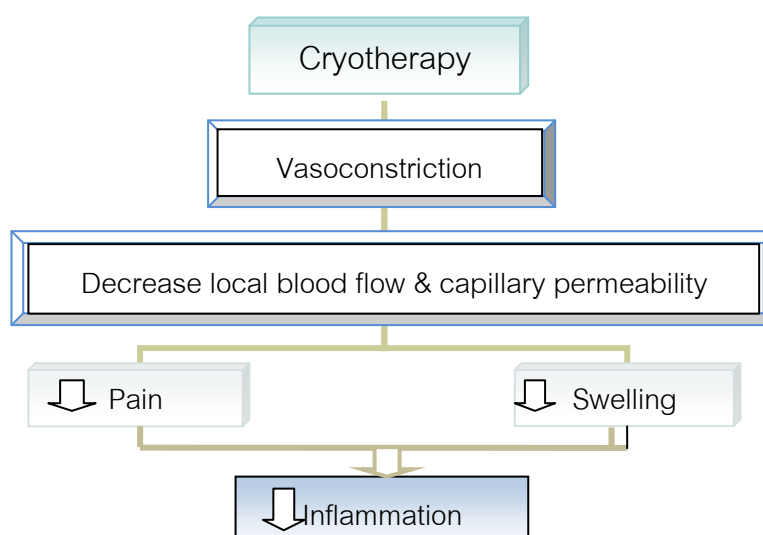 Cryotherapy
Vasoconstriction
Decrease local blood flow & capillary permeability
Pain
Swelling
Inflammation